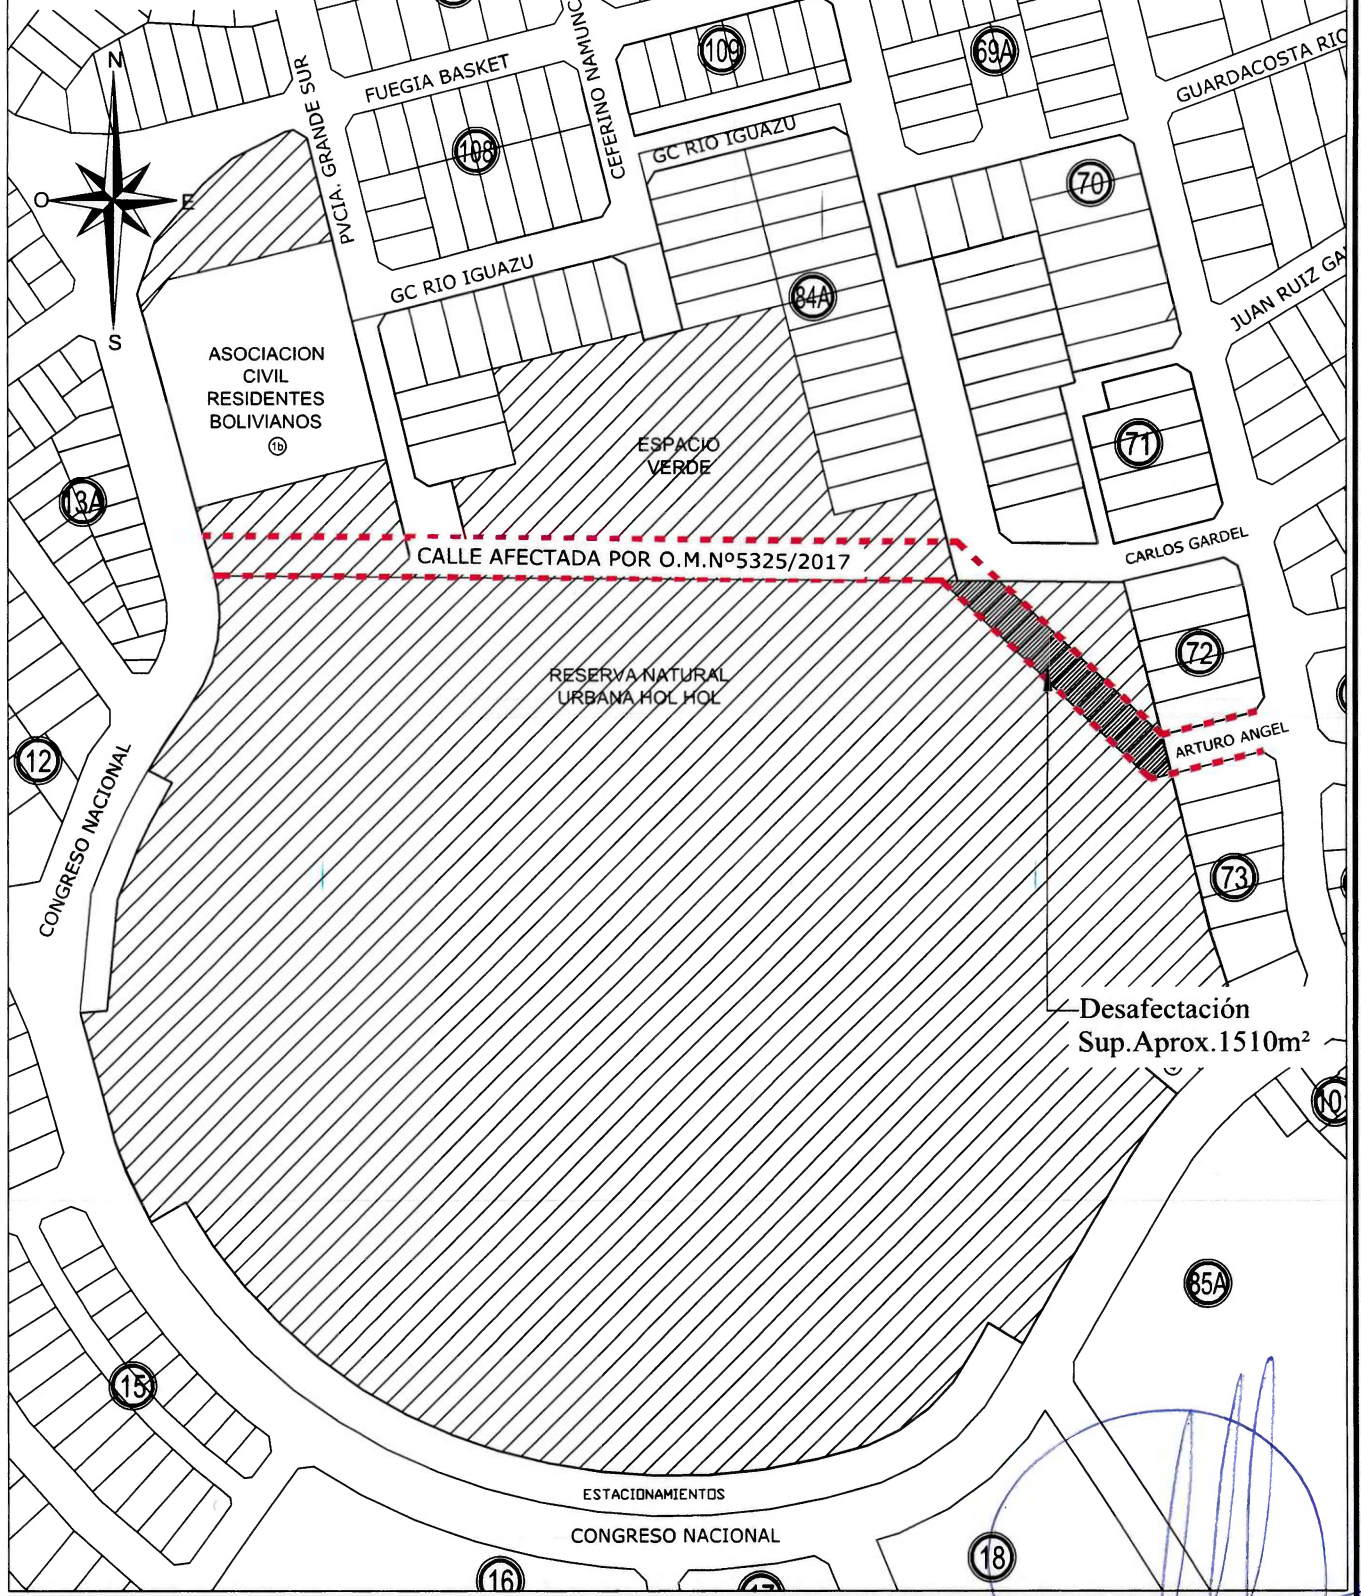 109
69A
GUARDACOSTA RIO
FUEGIA BASKET
PVCIA. GRANDE SUR
CEFERINO NAMUNC
N
O
E
S
108
GC RIO IGUAZU
70
GC RIO IGUAZU
84A
JUAN RUIZ GA
ASOCIACION
CIVIL
RESIDENTES
BOLIVIANOS
1b
ESPACIO
VERDE
71
13A
CALLE AFECTADA POR O.M.Nº5325/2017
CARLOS GARDEL
72
RESERVA NATURAL
URBANA HOL HOL
ARTURO ANGEL
12
CONGRESO NACIONAL
73
Desafectación
Sup.Aprox.1510m²
10
85A
15
ESTACIONAMIENTOS
CONGRESO NACIONAL
18
16
17